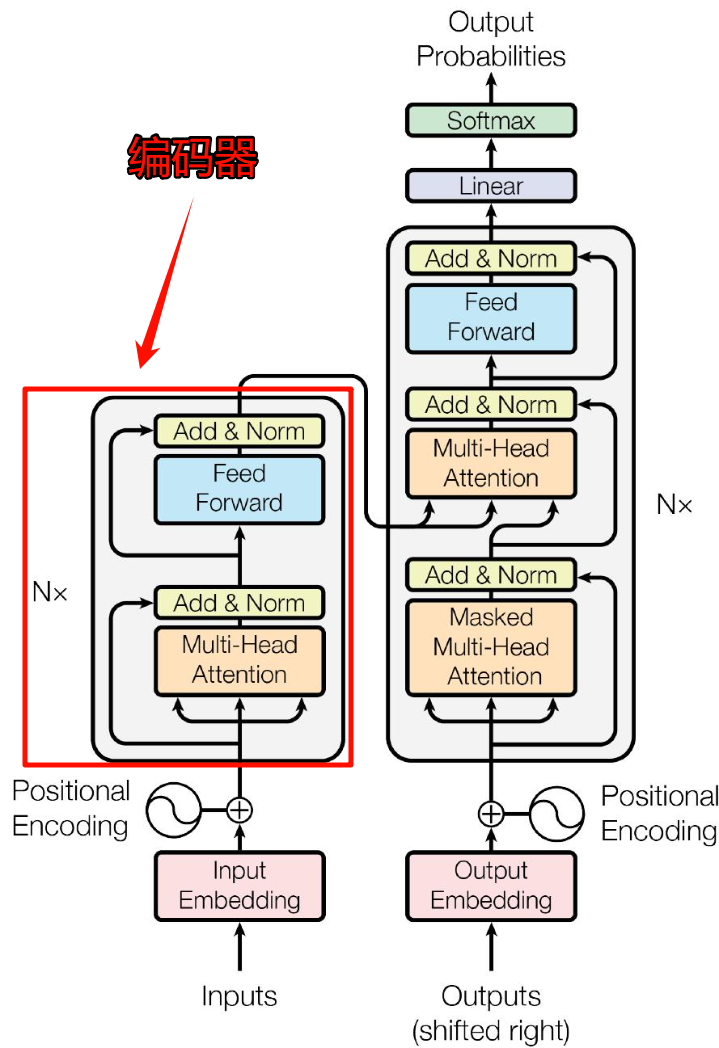 Output
Probabilities
Softmax
Linear
编码器
Add & Norm
Feed
Forward
Add & Norm
Multi-Head
Attention
Nx
Add & Norm
Masked
Multi-Head
Attention
Add & Norm
Feed
Forward
Nx
Add & Norm
Multi-Head
Attention
Positional
Encoding
Positional
Encoding
Input
Embedding
Output
Embedding
Inputs
Outputs
(shifted right)